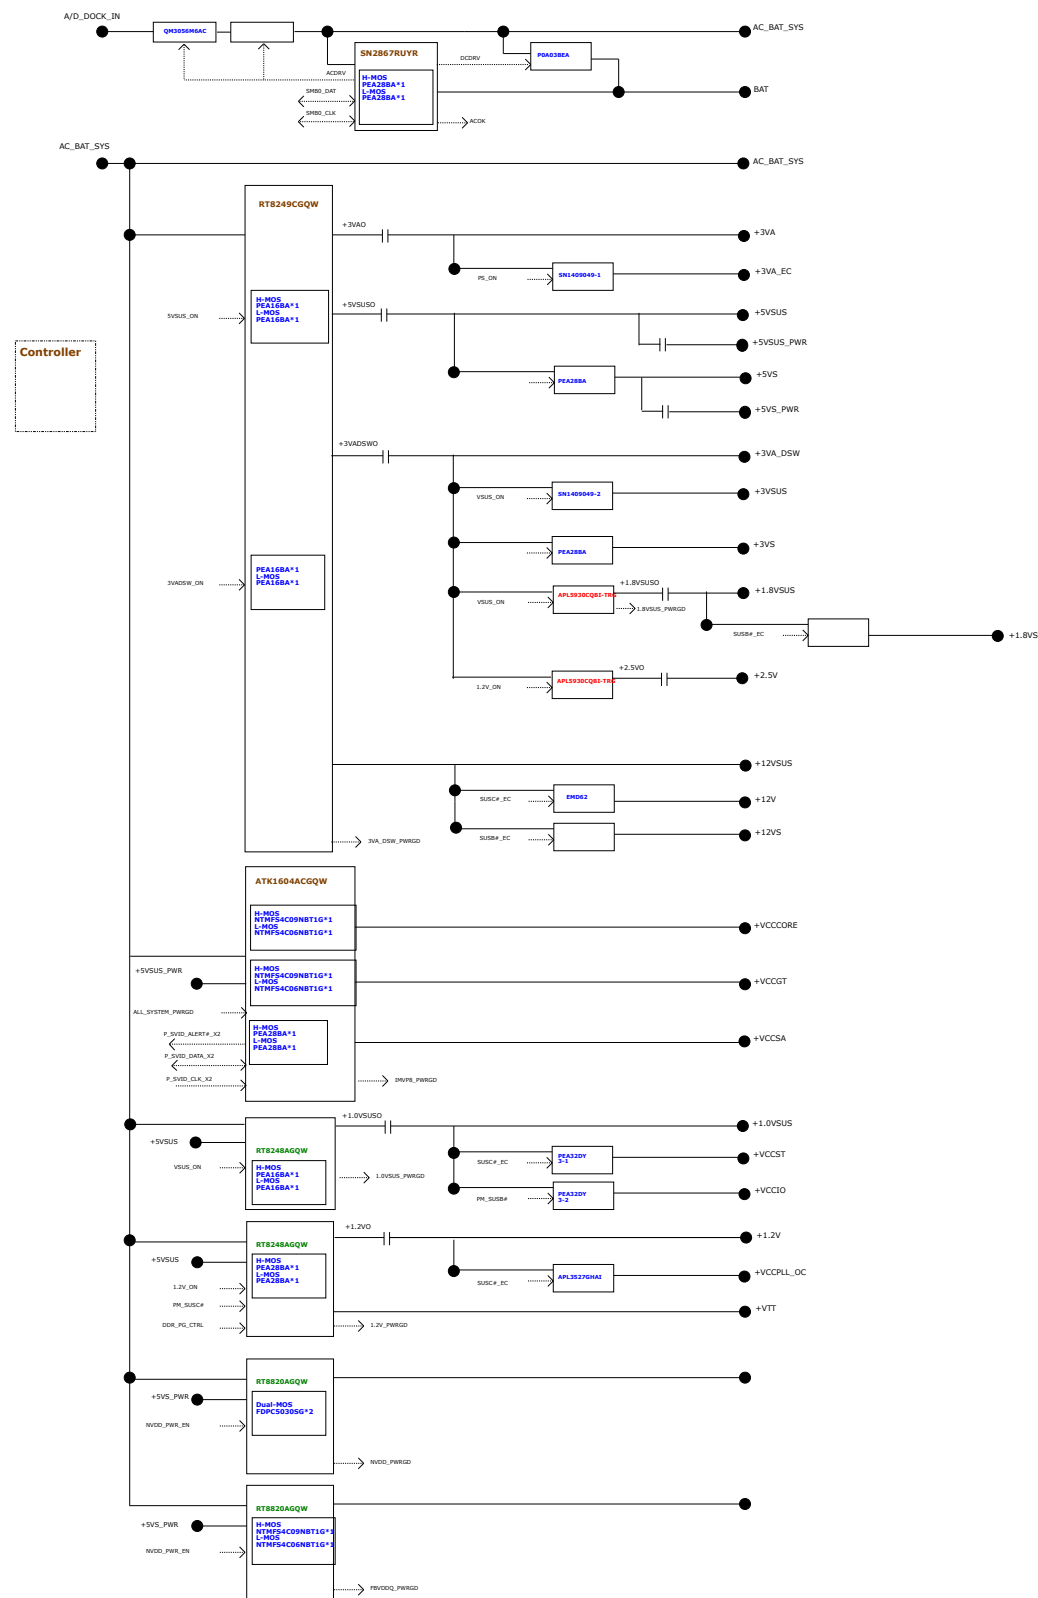 A/D_DOCK_IN
QM3056M6AC
AC_BAT_SYS
SN2867RUYR
P0A03BEA
DCDRV
ACDRV
H-MOS
PEA28BA*1
L-MOS
PEA28BA*1
SMB0_DAT
BAT
SMB0_CLK
ACOK
AC_BAT_SYS
AC_BAT_SYS
RT8249CGQW
+3VAO
+3VA
PS_ON
SN1409049-1
+3VA_EC
H-MOS
PEA16BA*1
L-MOS
PEA16BA*1
5VSUS_ON
+5VSUSO
+5VSUS
+5VSUS_PWR
Controller
PEA28BA
+5VS
+5VS_PWR
+3VADSWO
+3VA_DSW
VSUS_ON
SN1409049-2
+3VSUS
PEA28BA
+3VS
PEA16BA*1
L-MOS
PEA16BA*1
3VADSW_ON
VSUS_ON
APL5930CQBI-TRG
+1.8VSUSO
1.8VSUS_PWRGD
+1.8VSUS
SUSB#_EC
+1.8VS
1.2V_ON
APL5930CQBI-TRG
+2.5VO
+2.5V
+12VSUS
SUSC#_EC
EMD62
+12V
SUSB#_EC
+12VS
3VA_DSW_PWRGD
ATK1604ACGQW
H-MOS
NTMFS4C09NBT1G*1
L-MOS
NTMFS4C06NBT1G*1
+VCCCORE
+5VSUS_PWR
H-MOS
NTMFS4C09NBT1G*1
L-MOS
NTMFS4C06NBT1G*1
+VCCGT
ALL_SYSTEM_PWRGD
H-MOS
PEA28BA*1
L-MOS
PEA28BA*1
P_SVID_ALERT#_X2
+VCCSA
P_SVID_DATA_X2
P_SVID_CLK_X2
IMVP8_PWRGD
+1.0VSUSO
+1.0VSUS
+5VSUS
RT8248AGQW
VSUS_ON
H-MOS
PEA16BA*1
L-MOS
PEA16BA*1
1.0VSUS_PWRGD
SUSC#_EC
PEA32DY
3-1
+VCCST
PM_SUSB#
PEA32DY
3-2
+VCCIO
+1.2VO
+1.2V
RT8248AGQW
+5VSUS
H-MOS
PEA28BA*1
L-MOS
PEA28BA*1
1.2V_ON
PM_SUSC#
DDR_PG_CTRL
SUSC#_EC
APL3527GHAI
+VCCPLL_OC
+VTT
1.2V_PWRGD
RT8820AGQW
+5VS_PWR
Dual-MOS
FDPC5030SG*2
NVDD_PWR_EN
NVDD_PWRGD
RT8820AGQW
+5VS_PWR
H-MOS
NTMFS4C09NBT1G*1
L-MOS
NTMFS4C06NBT1G*1
NVDD_PWR_EN
FBVDDQ_PWRGD